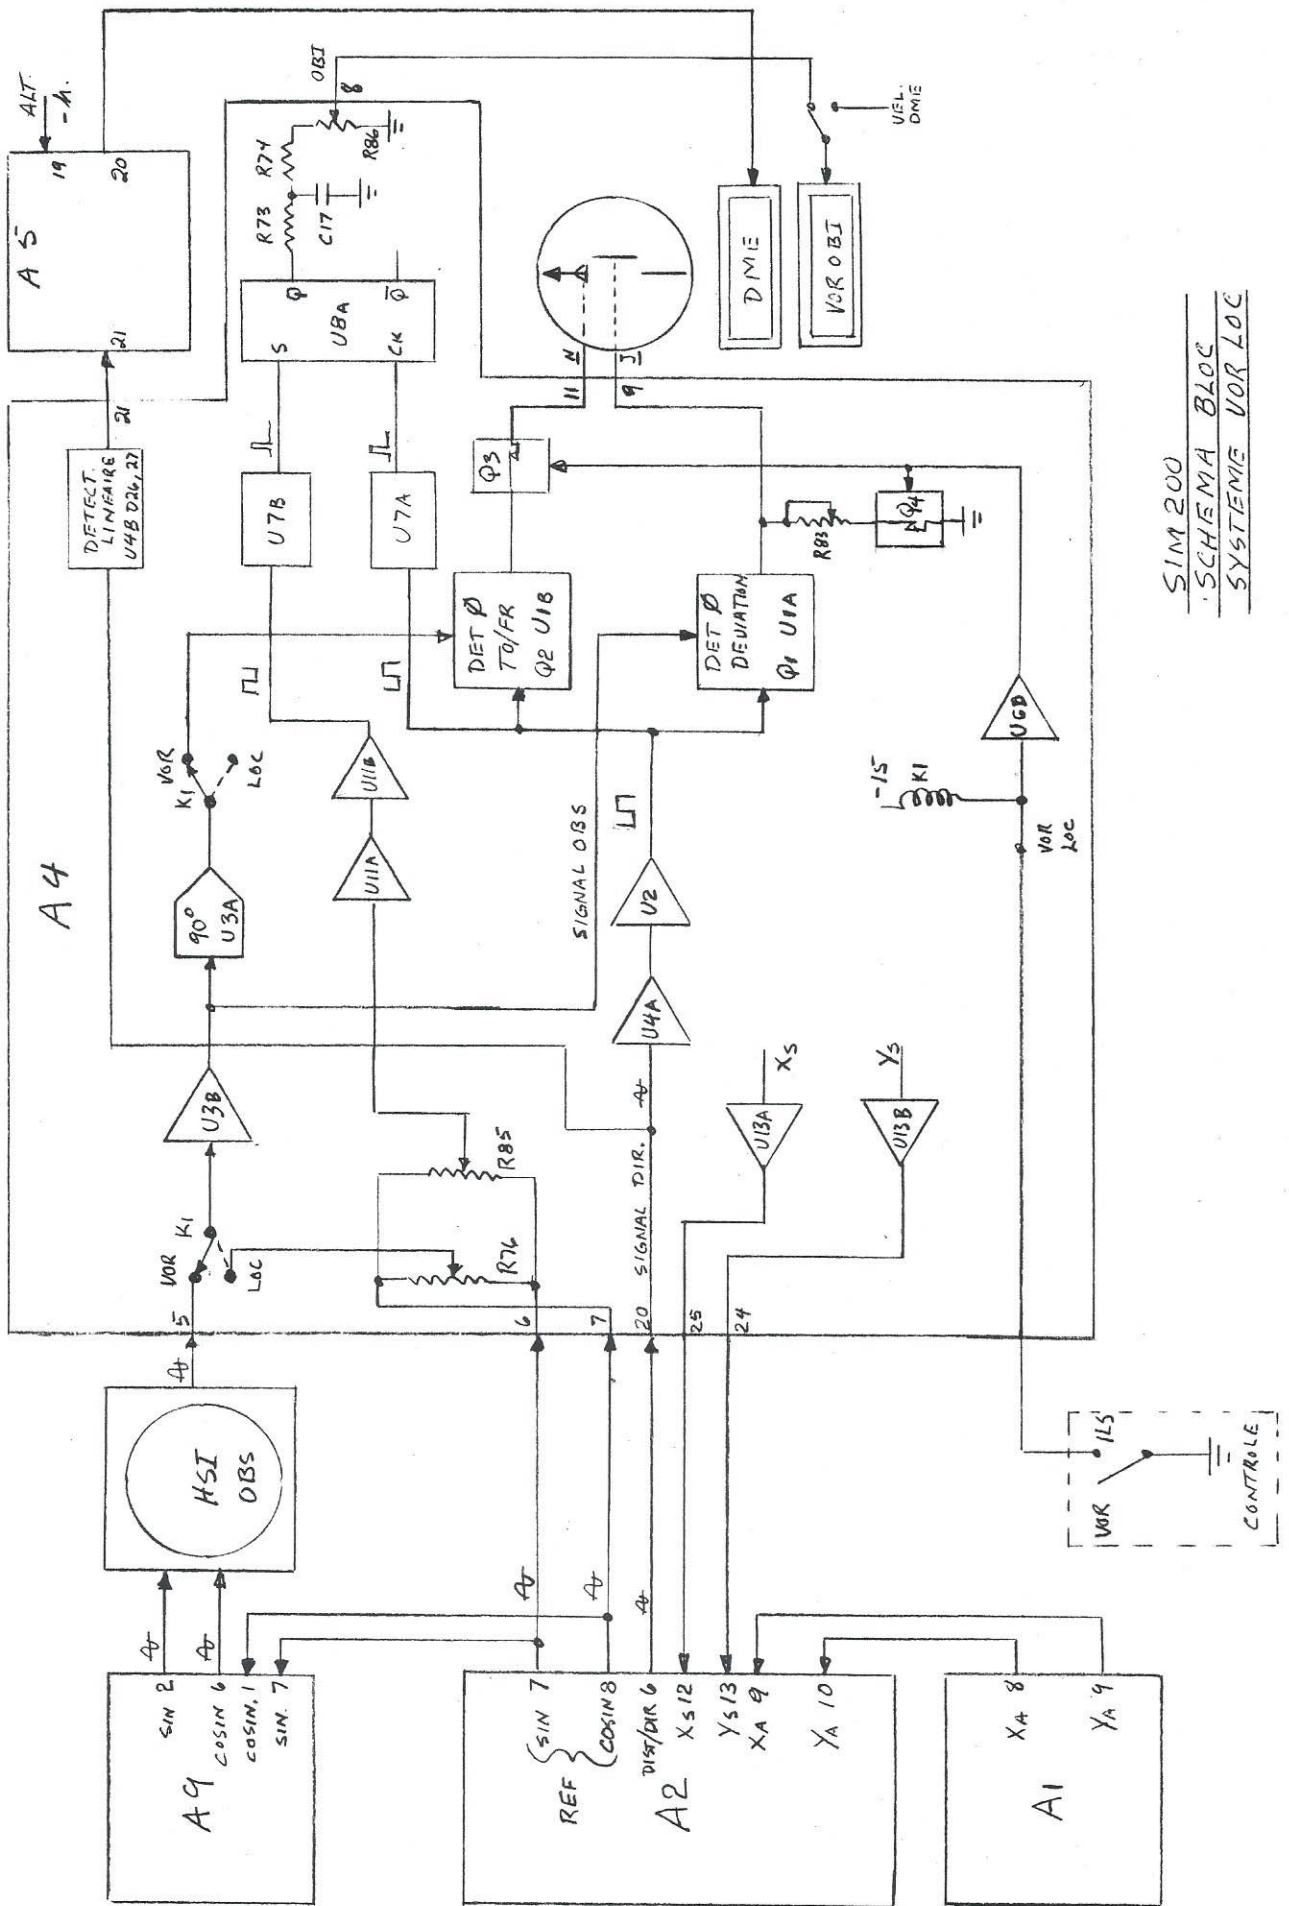 SIM 200
SCHEMA BLOC
SYSTEME VOR LOC
A9
SIN 2
COSIN 6
COSIN. 1
SIN. 7
HSI
OBS
5
VOR
K1
LOC
U3B
90°
U3A
K1
VOR
LOC
A4
DETECT.
LINEAIRE
U4B D26, 27
21
21
A5
19
20
ALT.
-h.
R76
R85
U11A
U11B
U7B
U7A
S
CK
U8A
Q
Q̅
R73
R74
C17
R86
OBI
8
6
7
20
25
24
SIGNAL DIR.
SIGNAL OBS
U4A
U2
DET Ø
TO/FR
Q2 U1B
DET Ø
DEVIATION
Q1 U1A
Q3
11
N
9
J
R83
Q4
DME
VOR OBI
VEL.
DME
U13A
XS
U13B
YS
-15
K1
VOR
LOC
U6B
A2
REF
SIN 7
COSIN 8
DIST/DIR 6
XS 12
YS 13
XA 9
YA 10
A1
XA 8
YA 9
VOR
ILS
CONTROLE